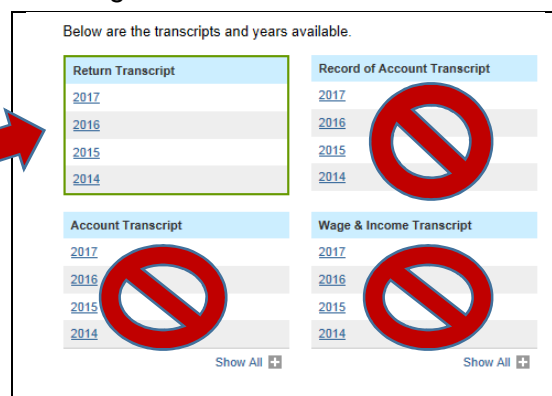 Below are the transcripts and years available.
Return Transcript
2017
2016
2015
2014
Record of Account Transcript
2017
2016
2015
2014
Account Transcript
2017
2016
2015
2014
Show All
Wage & Income Transcript
2017
2016
2015
2014
Show All